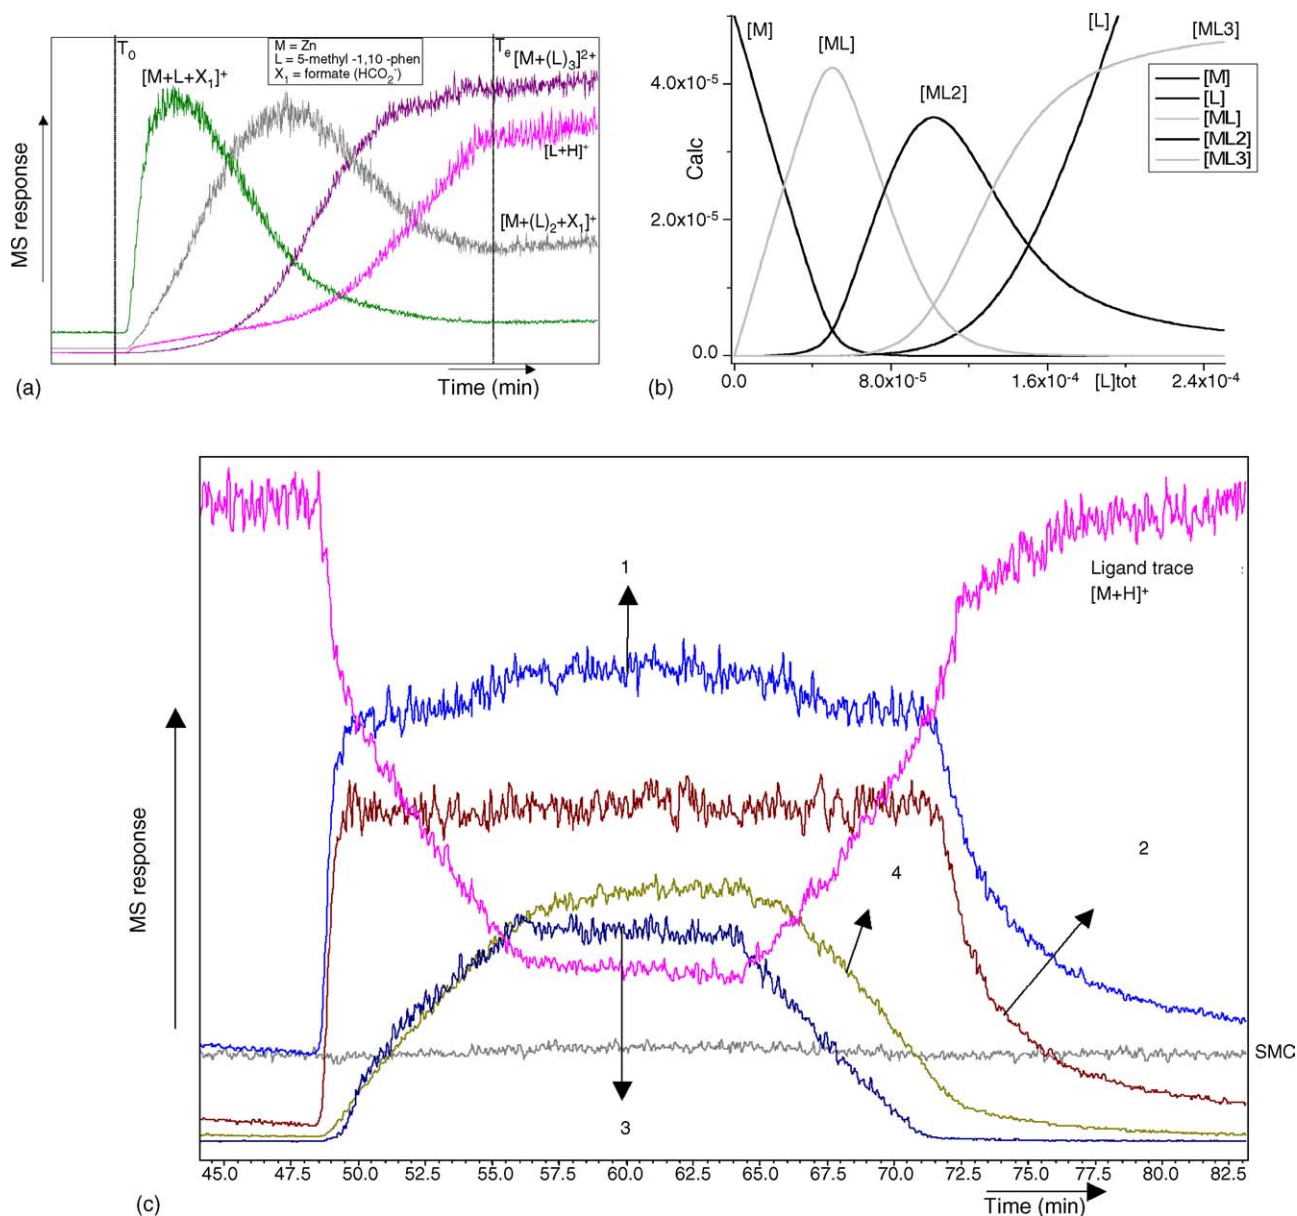 T0
Te
M = Zn
L = 5-methyl -1,10 -phen
X1 = formate (HCO2-)
[M+L+X1]+
[M+(L)3]2+
[L+H]+
[M+(L)2+X1]+
MS response
Time (min)
(a)
[M]
[ML]
[ML2]
[L]
[ML3]
[M]
[L]
[ML]
[ML2]
[ML3]
Calc
4.0x10-5
2.0x10-5
0.0
0.0 8.0x10-5 1.6x10-4 [L]tot 2.4x10-4
(b)
1
Ligand trace
[M+H]+
2
4
MS response
SMC
3
45.0 47.5 50.0 52.5 55.0 57.5 60.0 62.5 65.0 67.5 70.0 72.5 75.0 77.5 80.0 82.5
Time (min)
(c)